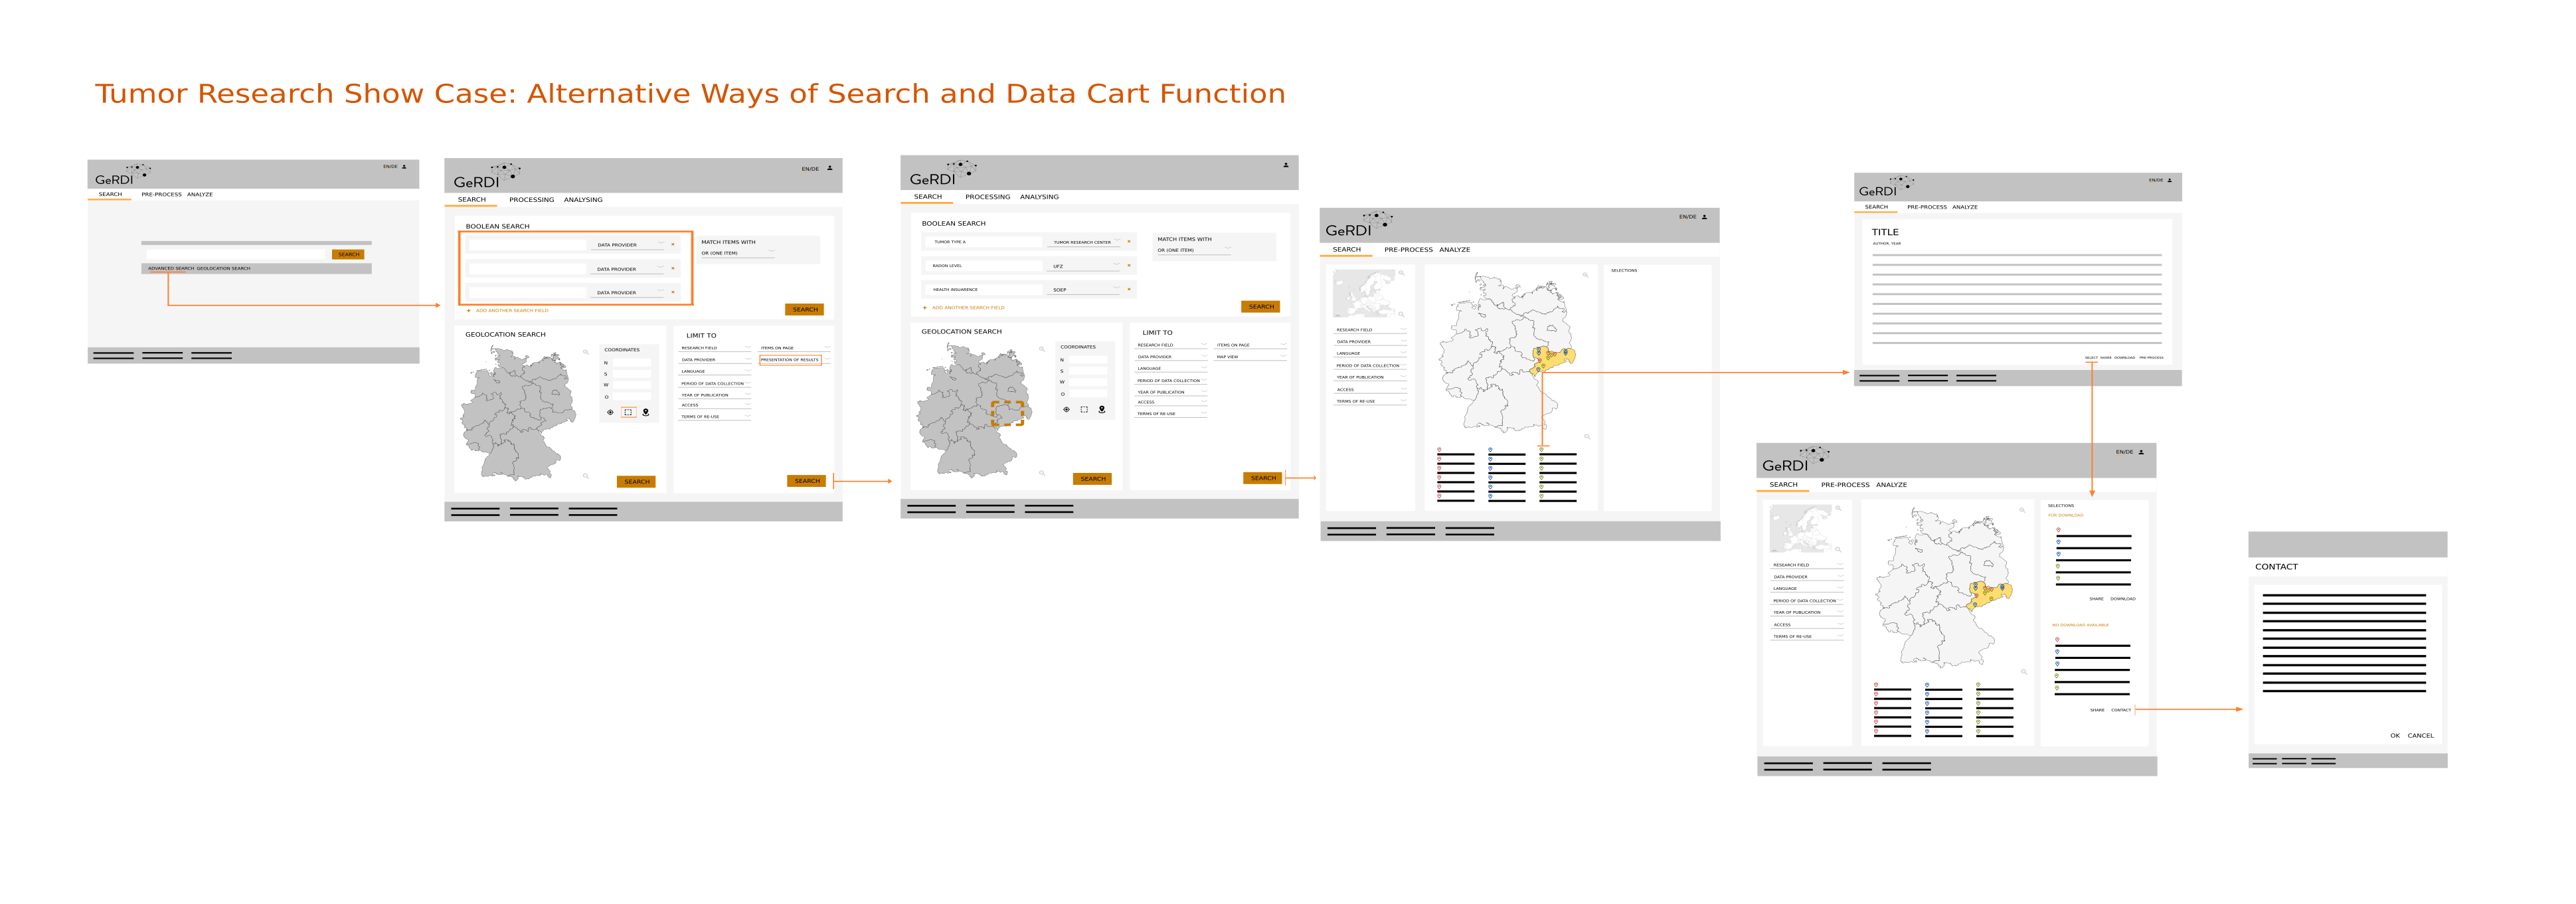 Tumor Research Show Case: Alternative Ways of Search and Data Cart Function
EN/DE
GeRDI
SEARCH PRE-PROCESS ANALYZE
SEARCH
ADVANCED SEARCH GEOLOCATION SEARCH
EN/DE
GeRDI
SEARCH PROCESSING ANALYSING
BOOLEAN SEARCH
DATA PROVIDER
DATA PROVIDER
DATA PROVIDER
+ ADD ANOTHER SEARCH FIELD
MATCH ITEMS WITH
OR (ONE ITEM)
SEARCH
GEOLOCATION SEARCH
COORDINATES
N
S
W
O
SEARCH
LIMIT TO
RESEARCH FIELD
DATA PROVIDER
LANGUAGE
PERIOD OF DATA COLLECTION
YEAR OF PUBLICATION
ACCESS
TERMS OF RE-USE
ITEMS ON PAGE
PRESENTATION OF RESULTS
SEARCH
GeRDI
SEARCH PROCESSING ANALYSING
BOOLEAN SEARCH
TUMOR TYPE A TUMOR RESEARCH CENTER
RADON LEVEL UFZ
HEALTH INSUARENCE SOEP
+ ADD ANOTHER SEARCH FIELD
MATCH ITEMS WITH
OR (ONE ITEM)
SEARCH
GEOLOCATION SEARCH
COORDINATES
N
S
W
O
SEARCH
LIMIT TO
RESEARCH FIELD
DATA PROVIDER
LANGUAGE
PERIOD OF DATA COLLECTION
YEAR OF PUBLICATION
ACCESS
TERMS OF RE-USE
ITEMS ON PAGE
MAP VIEW
SEARCH
EN/DE
GeRDI
SEARCH PRE-PROCESS ANALYZE
RESEARCH FIELD
DATA PROVIDER
LANGUAGE
PERIOD OF DATA COLLECTION
YEAR OF PUBLICATION
ACCESS
TERMS OF RE-USE
SELECTIONS
EN/DE
GeRDI
SEARCH PRE-PROCESS ANALYZE
TITLE
AUTHOR, YEAR
SELECT SHARE DOWNLOAD PRE-PROCESS
EN/DE
GeRDI
SEARCH PRE-PROCESS ANALYZE
RESEARCH FIELD
DATA PROVIDER
LANGUAGE
PERIOD OF DATA COLLECTION
YEAR OF PUBLICATION
ACCESS
TERMS OF RE-USE
SELECTIONS
FOR DOWNLOAD
SHARE DOWNLOAD
NO DOWNLOAD AVAILABLE
SHARE CONTACT
CONTACT
OK CANCEL